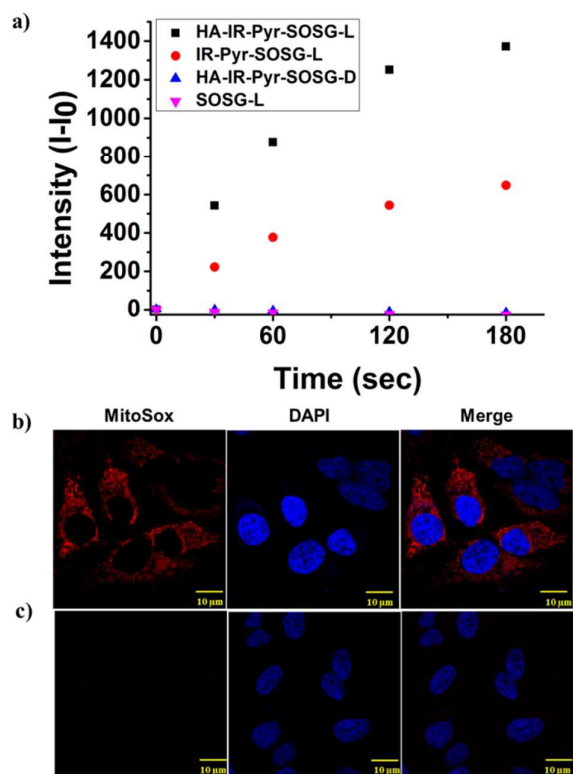 a)
HA-IR-Pyr-SOSG-L
IR-Pyr-SOSG-L
HA-IR-Pyr-SOSG-D
SOSG-L
Intensity (I-I0)
1400
1200
1000
800
600
400
200
0
0 60 120 180
Time (sec)
b) MitoSox DAPI Merge
10 μm 10 μm 10 μm
c)
10 μm 10 μm 10 μm